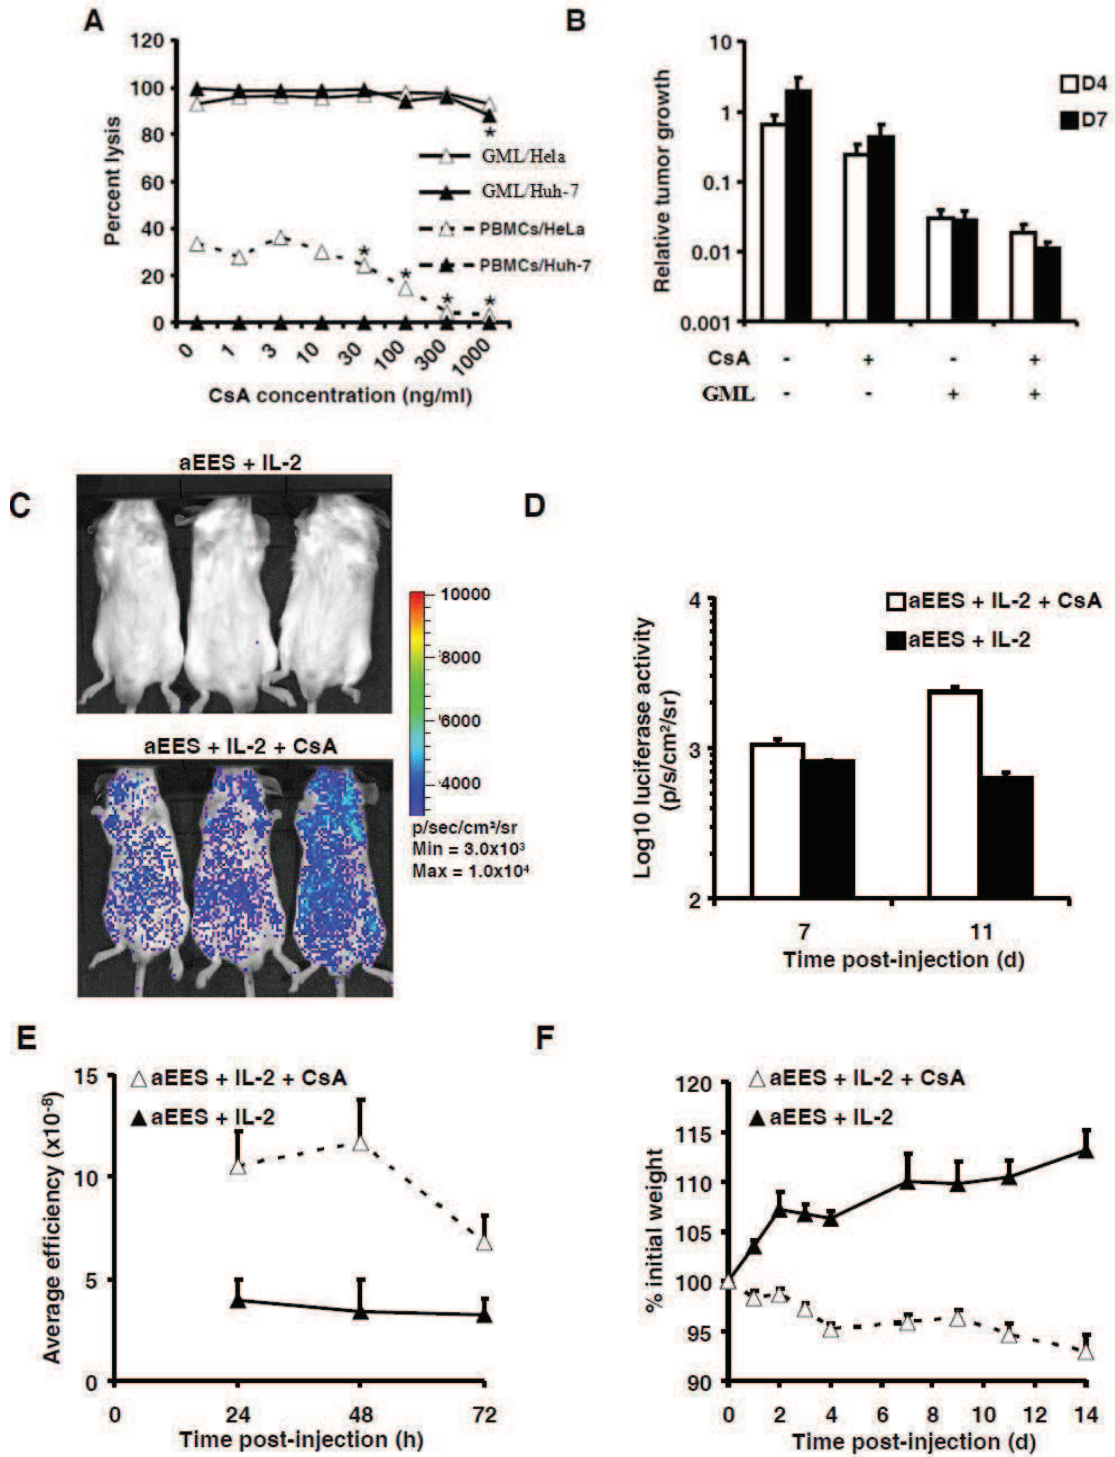 A
120
100
80
60
40
20
0
Percent lysis
*
GML/Hela
GML/Huh-7
PBMCs/HeLa
PBMCs/Huh-7
* * * *
0 1 3 10 30 100 300 1000
CsA concentration (ng/ml)
B
10
1
0.1
0.01
0.001
Relative tumor growth
D4
D7
CsA - + - +
GML - - + +
C
aEES + IL-2
aEES + IL-2 + CsA
10000
8000
6000
4000
p/sec/cm²/sr
Min = 3.0x10³
Max = 1.0x10⁴
D
4
3
2
Log10 luciferase activity
(p/s/cm²/sr)
aEES + IL-2 + CsA
aEES + IL-2
7 11
Time post-injection (d)
E
15
10
5
0
Average efficiency (x10⁻⁸)
aEES + IL-2 + CsA
aEES + IL-2
0 24 48 72
Time post-injection (h)
F
120
115
110
105
100
95
90
% initial weight
aEES + IL-2 + CsA
aEES + IL-2
0 2 4 6 8 9 10 12 14
Time post-injection (d)